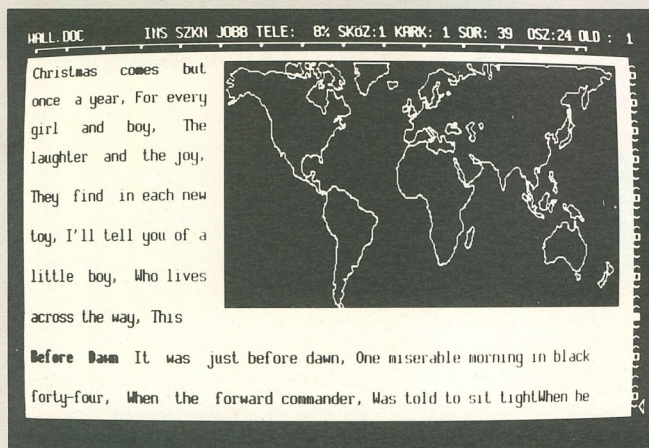 WALL.DOC INS SZKN JOBB TELE: 8% SKÖZ:1 KARK: 1 SOR: 39 OSZ:24 OLD : 1
Christmas comes but
once a year, For every
girl and boy, The
laughter and the joy,
They find in each new
toy, I'll tell you of a
little boy, Who lives
across the way, This
Before Dawn It was just before dawn, One miserable morning in black
forty-four, When the forward commander, Was told to sit tightWhen he